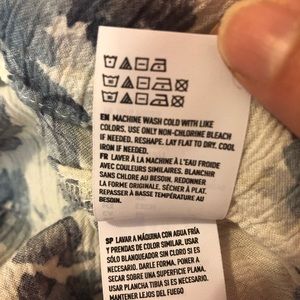 EN MACHINE WASH COLD WITH LIKE
COLORS. USE ONLY NON-CHLORINE BLEACH
IF NEEDED. RESHAPE. LAY FLAT TO DRY. COOL
IRON IF NEEDED.
FR LAVER À LA MACHINE À L'EAU FROIDE
AVEC COULEURS SIMILAIRES. BLANCHIR
SANS CHLORE AU BESOIN. REDONNER
LA FORME ORIGINALE. SÉCHER À PLAT.
REPASSER À BASSE TEMPÉRATURE AU
BESOIN.
SP LAVAR A MÁQUINA CON AGUA FRÍA
Y PRENDAS DE COLOR SIMILAR. USAR
SÓLO BLANQUEADOR SIN CLORO SI ES
NECESARIO. DARLE FORMA. PONER A
SECAR SOBRE UNA SUPERFICIE PLANA.
USAR PLANCHA TIBIA SI ES NECESARIO.
MANTENER LEJOS DEL FUEGO